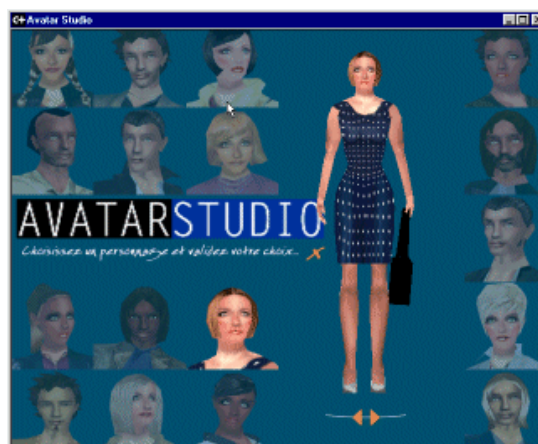 Avatar Studio
AVATARSTUDIO
Choisissez un personnage et validez votre choix...